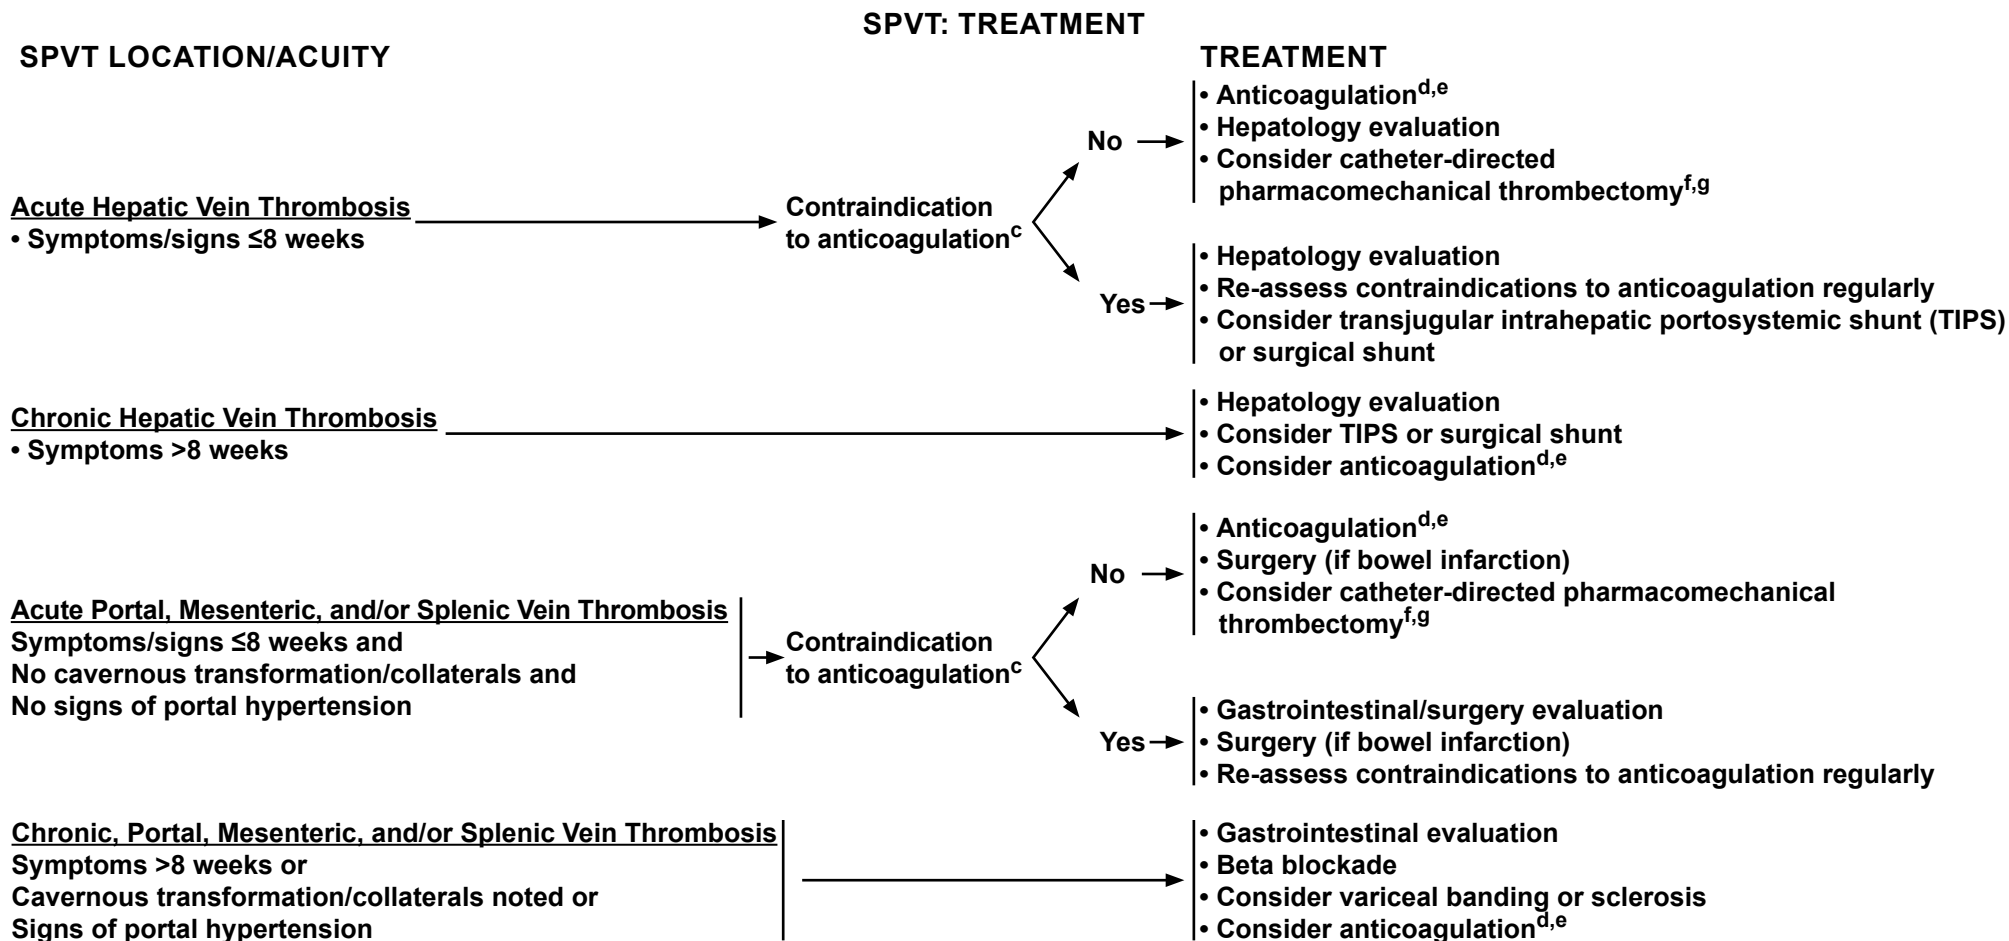 SPVT: TREATMENT
SPVT LOCATION/ACUITY
TREATMENT
Acute Hepatic Vein Thrombosis
• Symptoms/signs ≤8 weeks
Contraindication
to anticoagulationᶜ
No
• Anticoagulationᵈ,ᵉ
• Hepatology evaluation
• Consider catheter-directed
pharmacomechanical thrombectomyᶠ,ᵍ
Yes
• Hepatology evaluation
• Re-assess contraindications to anticoagulation regularly
• Consider transjugular intrahepatic portosystemic shunt (TIPS)
or surgical shunt
Chronic Hepatic Vein Thrombosis
• Symptoms >8 weeks
• Hepatology evaluation
• Consider TIPS or surgical shunt
• Consider anticoagulationᵈ,ᵉ
Acute Portal, Mesenteric, and/or Splenic Vein Thrombosis
Symptoms/signs ≤8 weeks and
No cavernous transformation/collaterals and
No signs of portal hypertension
Contraindication
to anticoagulationᶜ
No
• Anticoagulationᵈ,ᵉ
• Surgery (if bowel infarction)
• Consider catheter-directed pharmacomechanical
thrombectomyᶠ,ᵍ
Yes
• Gastrointestinal/surgery evaluation
• Surgery (if bowel infarction)
• Re-assess contraindications to anticoagulation regularly
Chronic, Portal, Mesenteric, and/or Splenic Vein Thrombosis
Symptoms >8 weeks or
Cavernous transformation/collaterals noted or
Signs of portal hypertension
• Gastrointestinal evaluation
• Beta blockade
• Consider variceal banding or sclerosis
• Consider anticoagulationᵈ,ᵉ